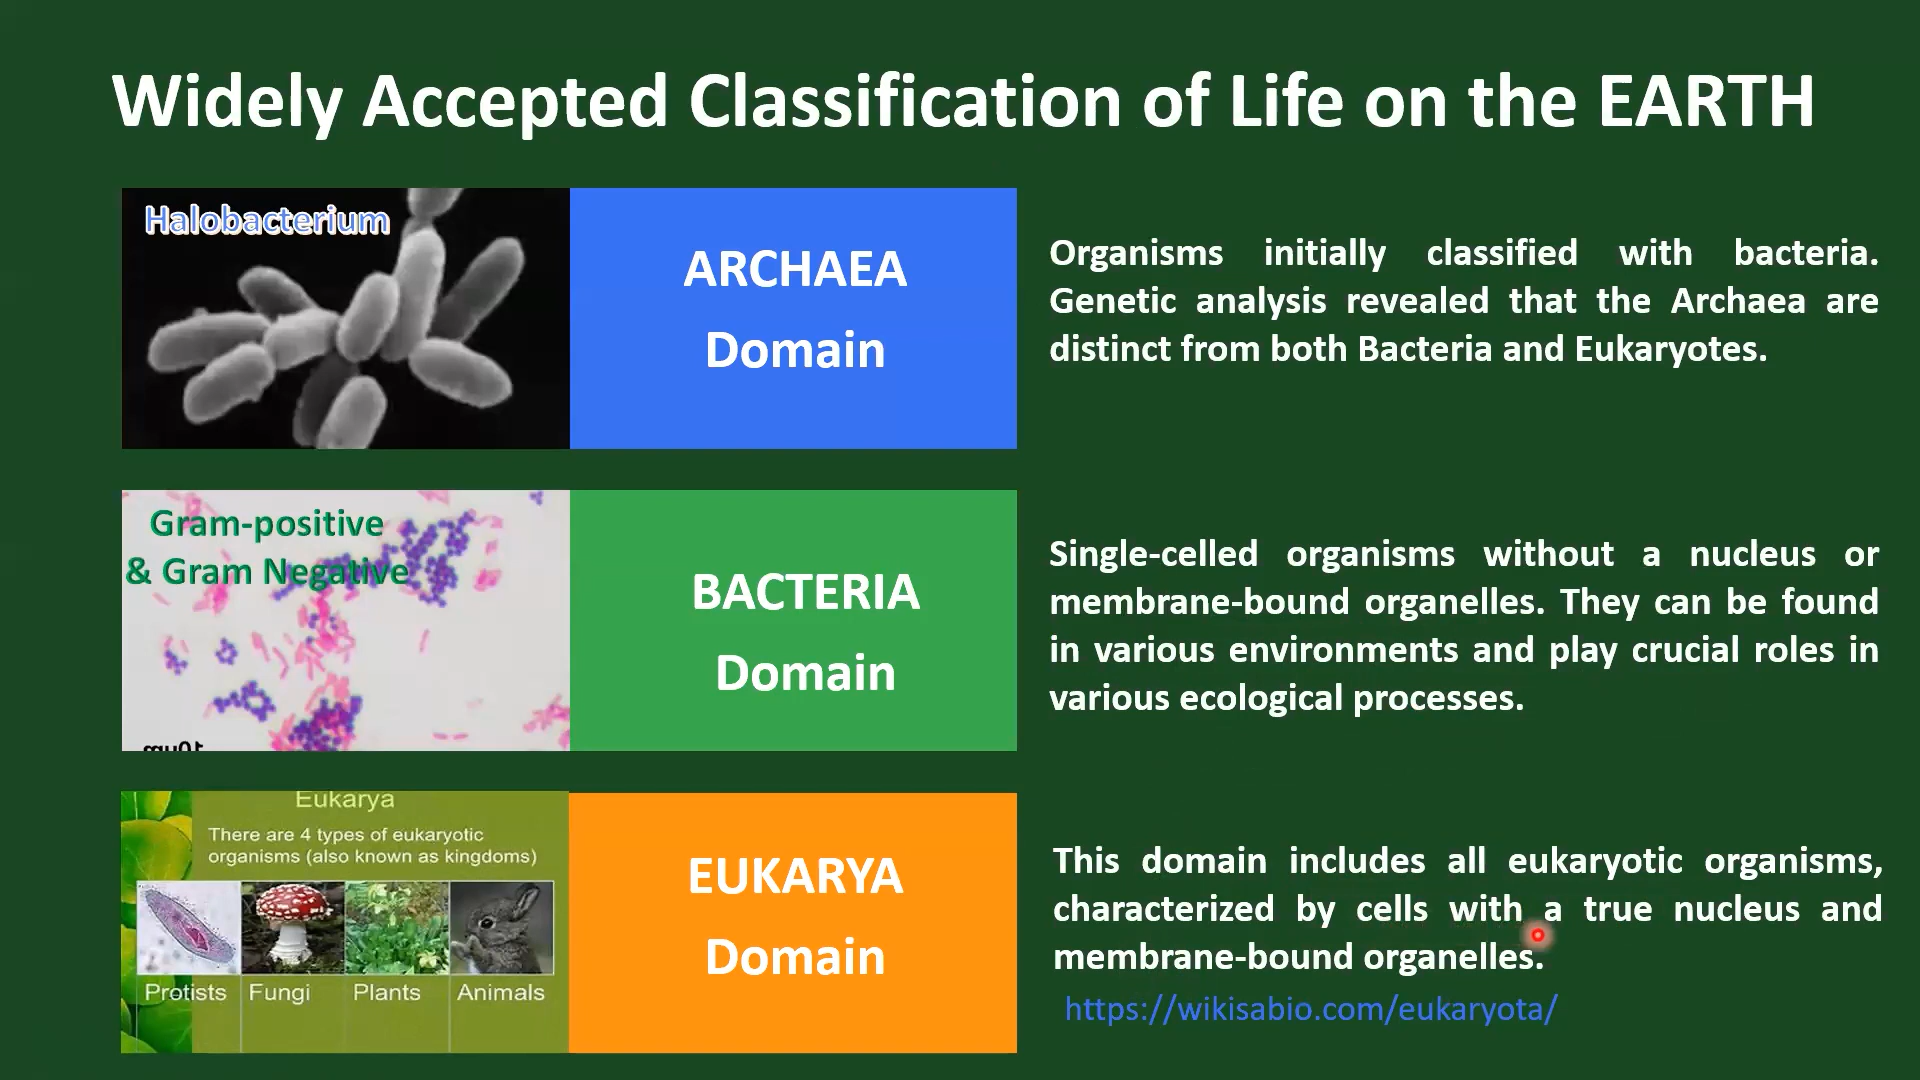 Widely Accepted Classification of Life on the EARTH
Halobacterium
ARCHAEA
Domain
Organisms initially classified with bacteria.
Genetic analysis revealed that the Archaea are
distinct from both Bacteria and Eukaryotes.
Gram-positive
& Gram Negative
BACTERIA
Domain
Single-celled organisms without a nucleus or
membrane-bound organelles. They can be found
in various environments and play crucial roles in
various ecological processes.
Eukarya
There are 4 types of eukaryotic
organisms (also known as kingdoms)
Protists Fungi Plants Animals
EUKARYA
Domain
This domain includes all eukaryotic organisms,
characterized by cells with a true nucleus and
membrane-bound organelles.
https://wikisabio.com/eukaryota/